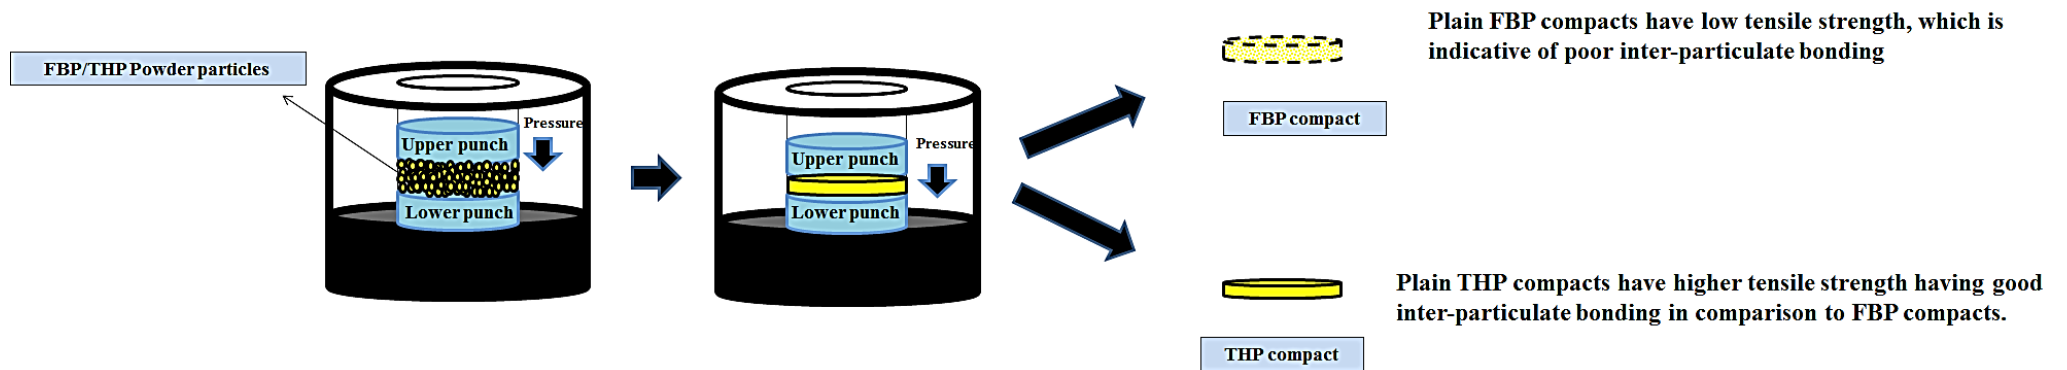 FBP/THP Powder particles
Pressure
Upper punch
Lower punch
Pressure
Upper punch
Lower punch
Plain FBP compacts have low tensile strength, which is
indicative of poor inter-particulate bonding
FBP compact
Plain THP compacts have higher tensile strength having good
inter-particulate bonding in comparison to FBP compacts.
THP compact